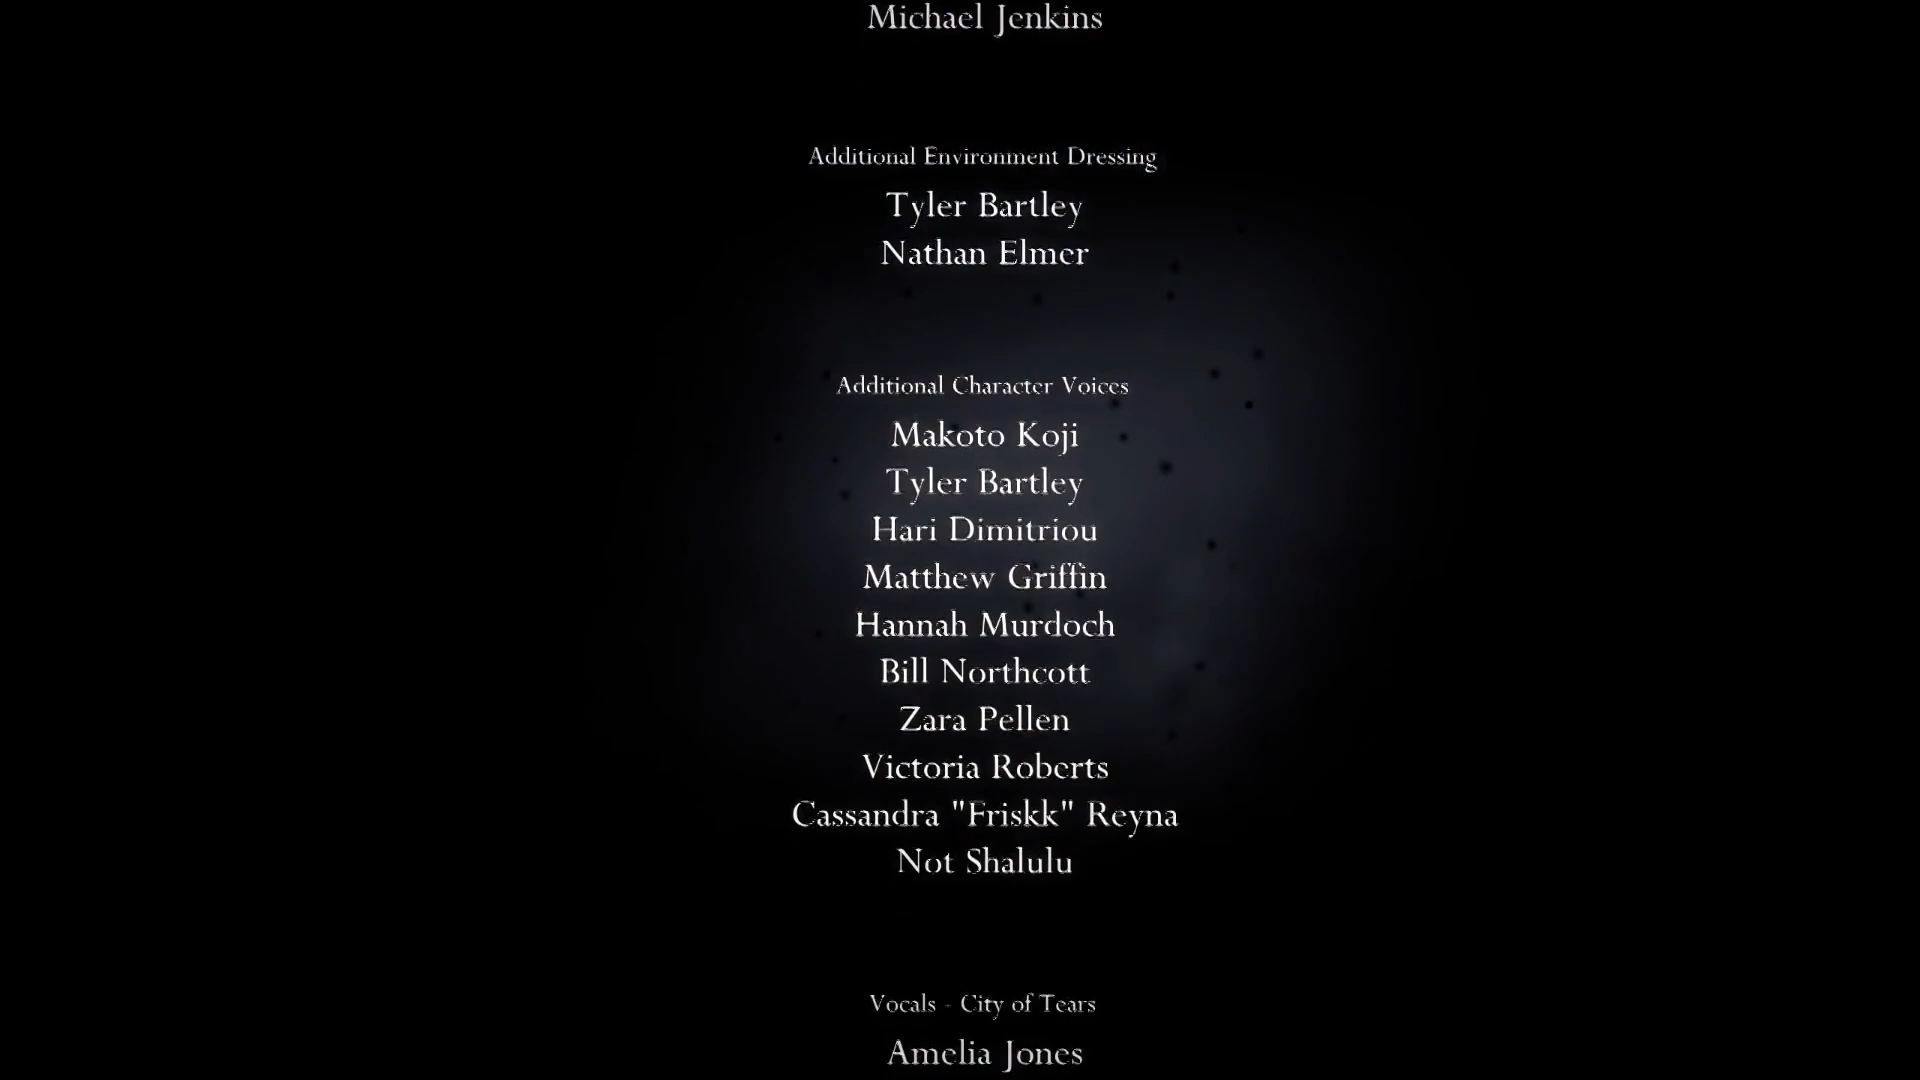 Michael Jenkins
Additional Environment Dressing
Tyler Bartley
Nathan Elmer
Additional Character Voices
Makoto Koji
Tyler Bartley
Hari Dimitriou
Matthew Griffin
Hannah Murdoch
Bill Northcott
Zara Pellen
Victoria Roberts
Cassandra "Friskk" Reyna
Not Shalulu
Vocals - City of Tears
Amelia Jones